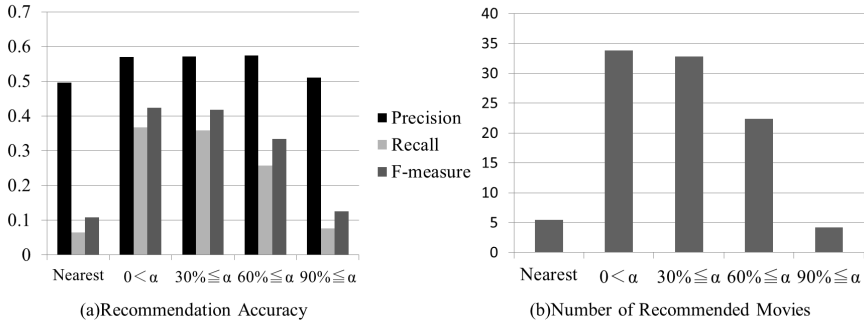 0.7
0.6
0.5
0.4
0.3
0.2
0.1
0
Nearest 0＜α 30%≦α 60%≦α 90%≦α
(a)Recommendation Accuracy
Precision
Recall
F-measure
40
35
30
25
20
15
10
5
0
Nearest 0＜α 30%≦α 60%≦α 90%≦α
(b)Number of Recommended Movies